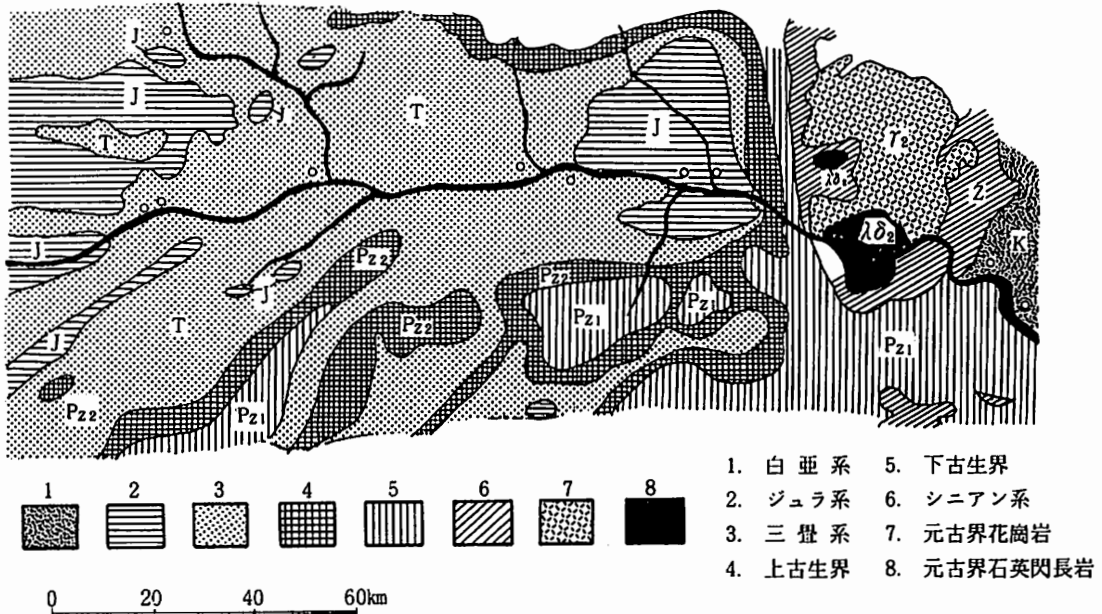 J
J
T
J
T
J
γ₂
λδ₂
Z
λδ₂
K
J
Pz₂
Pz₂
J
Pz₁
Pz₁
Pz₂
T
Pz₁
J
Pz₂
Pz₁
1 2 3 4 5 6 7 8
1. 白亜系 5. 下古生界
2. ジュラ系 6. シニアン系
3. 三畳系 7. 元古界花崗岩
4. 上古生界 8. 元古界石英閃長岩
0 20 40 60km